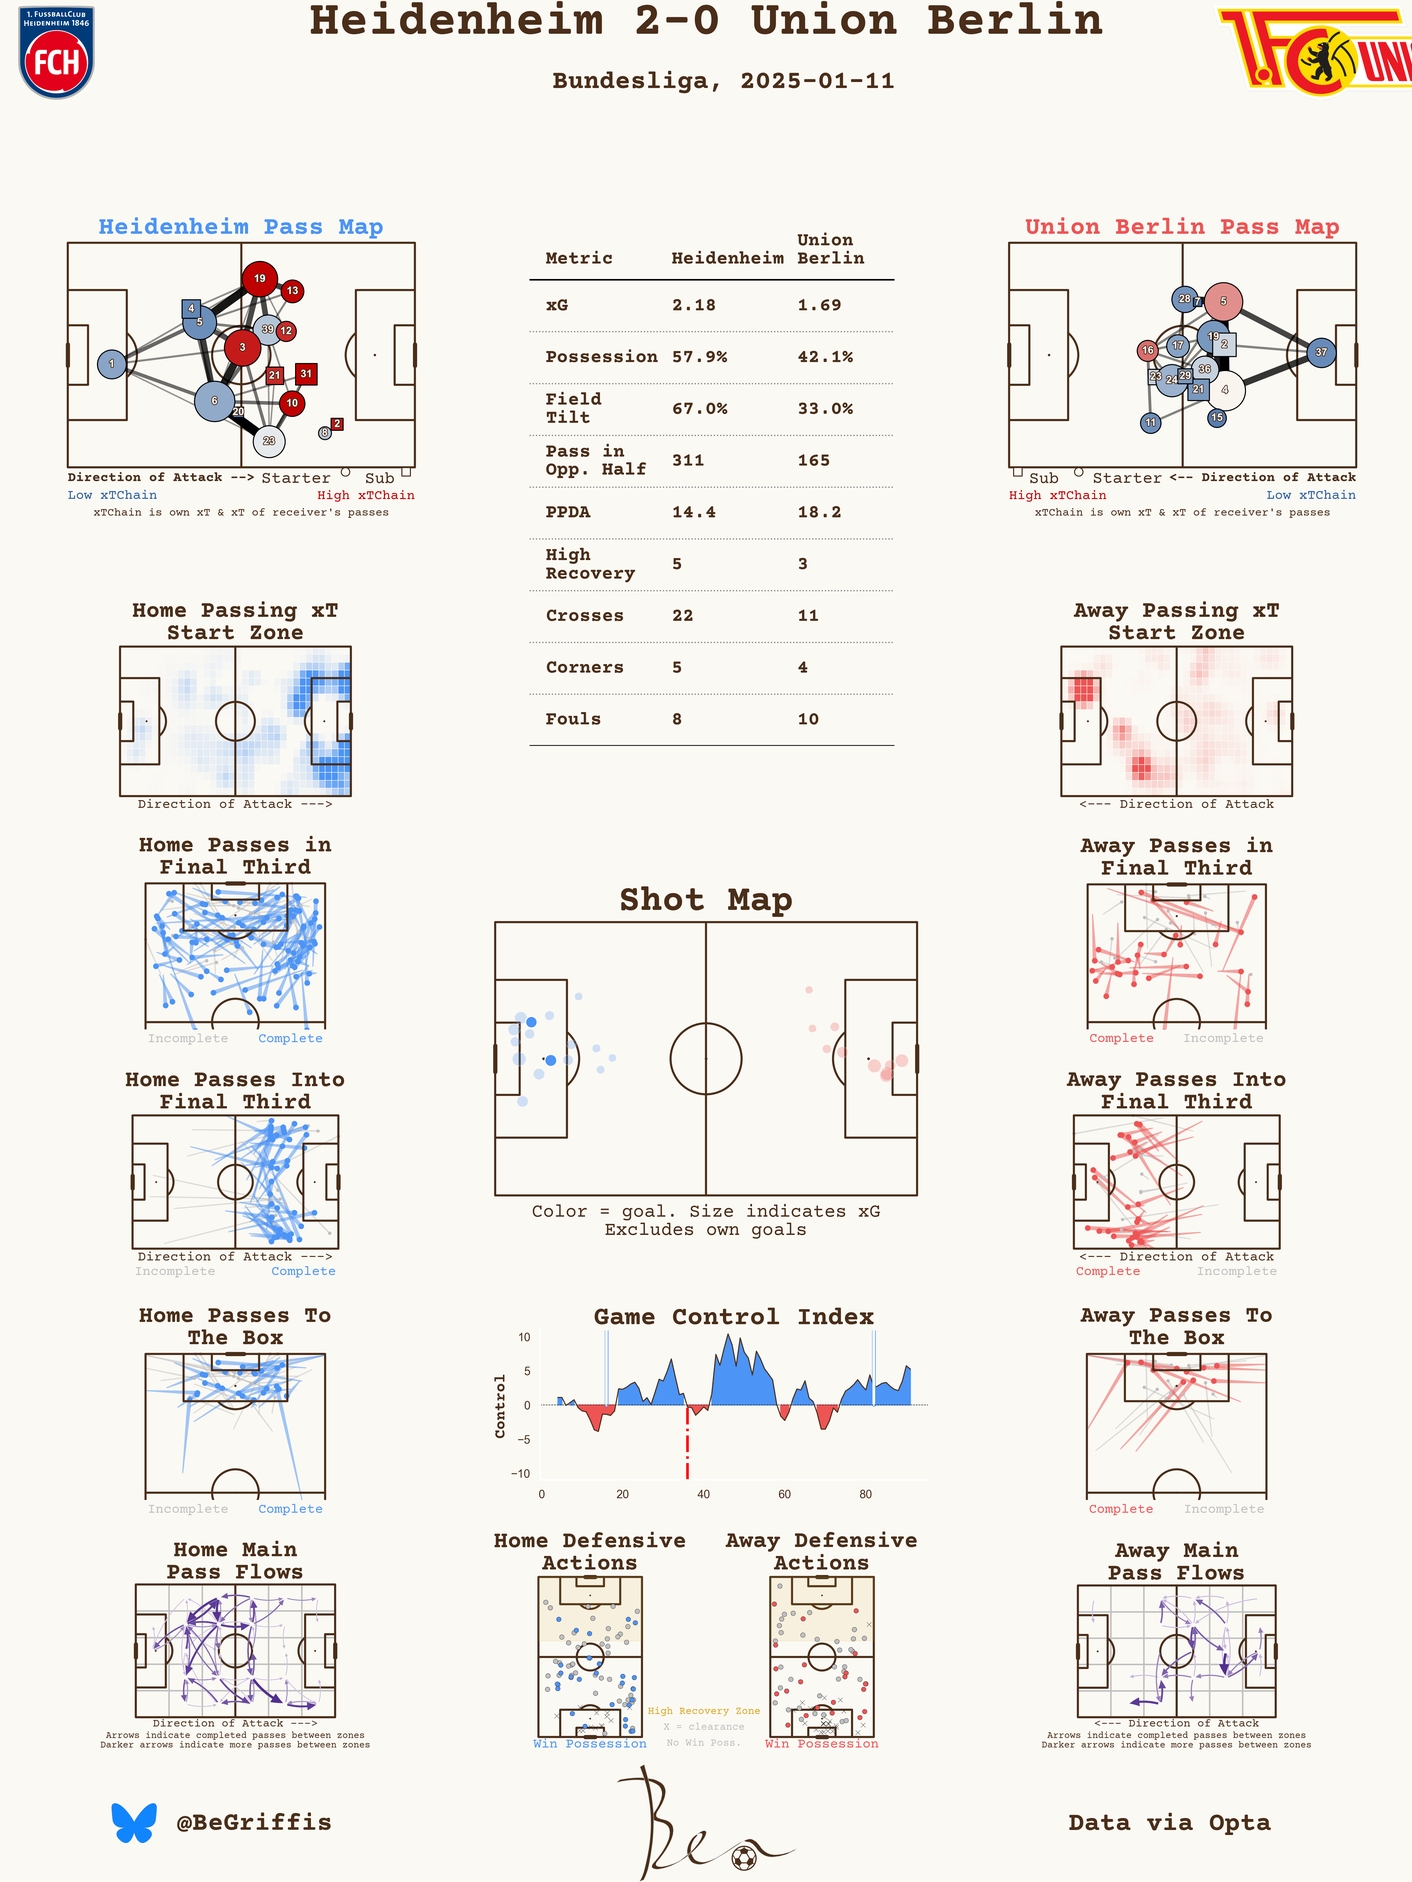 Heidenheim 2-0 Union Berlin
Bundesliga, 2025-01-11
1. FUSSBALLCLUB
HEIDENHEIM 1846
FCH
FC UNI
Heidenheim Pass Map
19
13
4
5
39
12
3
1
21
31
6
20
10
23
8
2
Direction of Attack --> Starter Sub
Low xTChain High xTChain
xTChain is own xT & xT of receiver's passes
Metric Heidenheim Union Berlin
xG 2.18 1.69
Possession 57.9% 42.1%
Field Tilt 67.0% 33.0%
Pass in Opp. Half 311 165
PPDA 14.4 18.2
High Recovery 5 3
Crosses 22 11
Corners 5 4
Fouls 8 10
Union Berlin Pass Map
28
7
5
19
2
17
16
37
36
23
24
29
21
4
11
15
Sub Starter <-- Direction of Attack
High xTChain Low xTChain
xTChain is own xT & xT of receiver's passes
Home Passing xT
Start Zone
Direction of Attack --->
Away Passing xT
Start Zone
<--- Direction of Attack
Home Passes in
Final Third
Incomplete Complete
Away Passes in
Final Third
Complete Incomplete
Shot Map
Color = goal. Size indicates xG
Excludes own goals
Home Passes Into
Final Third
Direction of Attack --->
Incomplete Complete
Away Passes Into
Final Third
<--- Direction of Attack
Complete Incomplete
Home Passes To
The Box
Incomplete Complete
Game Control Index
Control
10
5
0
−5
−10
0 20 40 60 80
Away Passes To
The Box
Complete Incomplete
Home Main
Pass Flows
Direction of Attack --->
Arrows indicate completed passes between zones
Darker arrows indicate more passes between zones
Home Defensive
Actions
Win Possession
High Recovery Zone
X = clearance
No Win Poss.
Away Defensive
Actions
Win Possession
Away Main
Pass Flows
<--- Direction of Attack
Arrows indicate completed passes between zones
Darker arrows indicate more passes between zones
@BeGriffis
Ben
Data via Opta